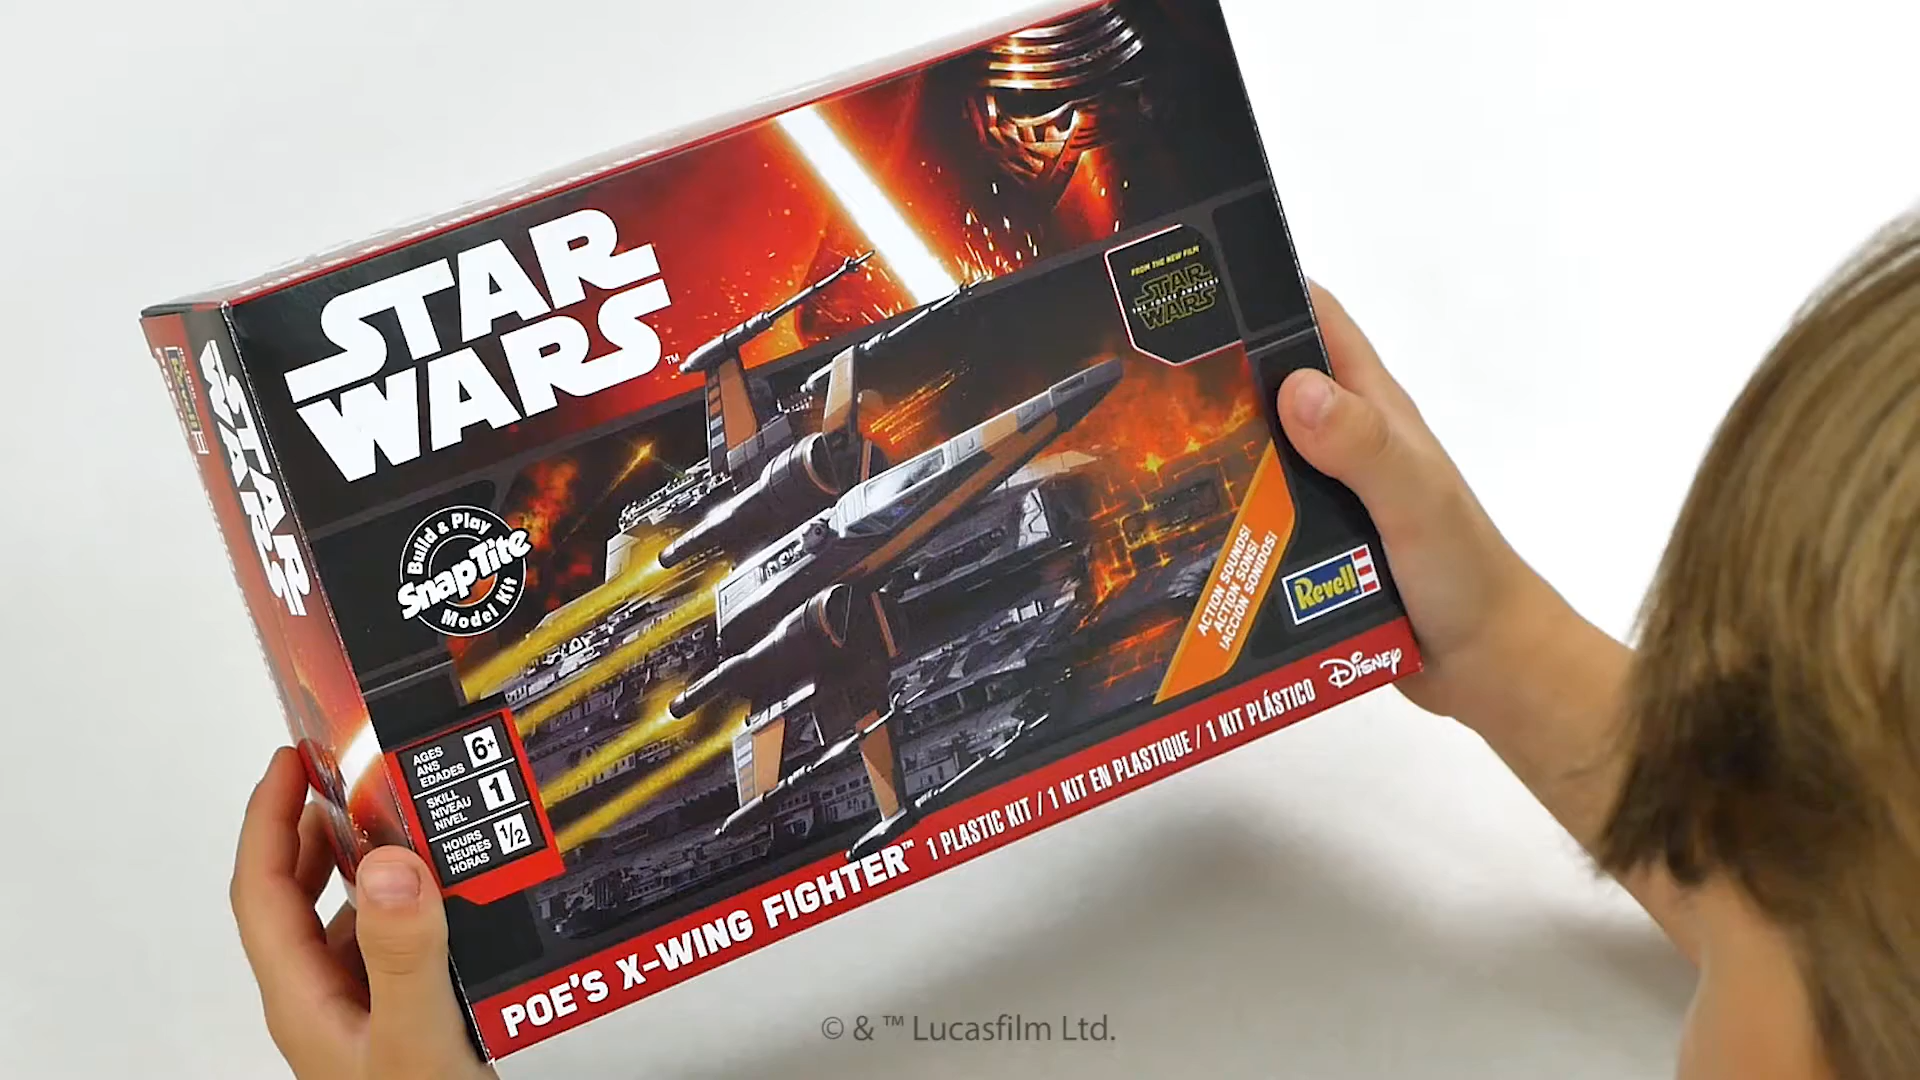 STAR
WARS™
FROM THE NEW FILM
STAR
THE FORCE AWAKENS
WARS
STAR
WARS
Build & Play
SnapTite
Model Kit
ACTION SOUNDS!
ACTION SONS!
¡ACCIÓN SONIDOS!
Revell
AGES
ANS
EDADES
6+
SKILL
NIVEAU
NIVEL
1
HOURS
HEURES
HORAS
1/2
POE'S X-WING FIGHTER™ 1 PLASTIC KIT / 1 KIT EN PLASTIQUE / 1 KIT PLÁSTICO Disney
© & ™ Lucasfilm Ltd.